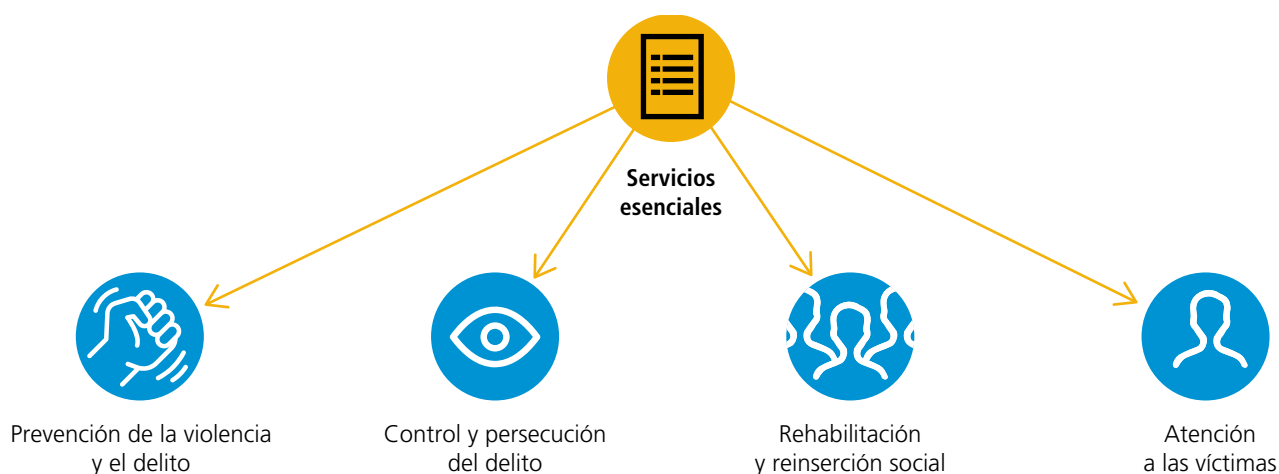 Servicios
esenciales
Prevención de la violencia
y el delito
Control y persecución
del delito
Rehabilitación
y reinserción social
Atención
a las víctimas